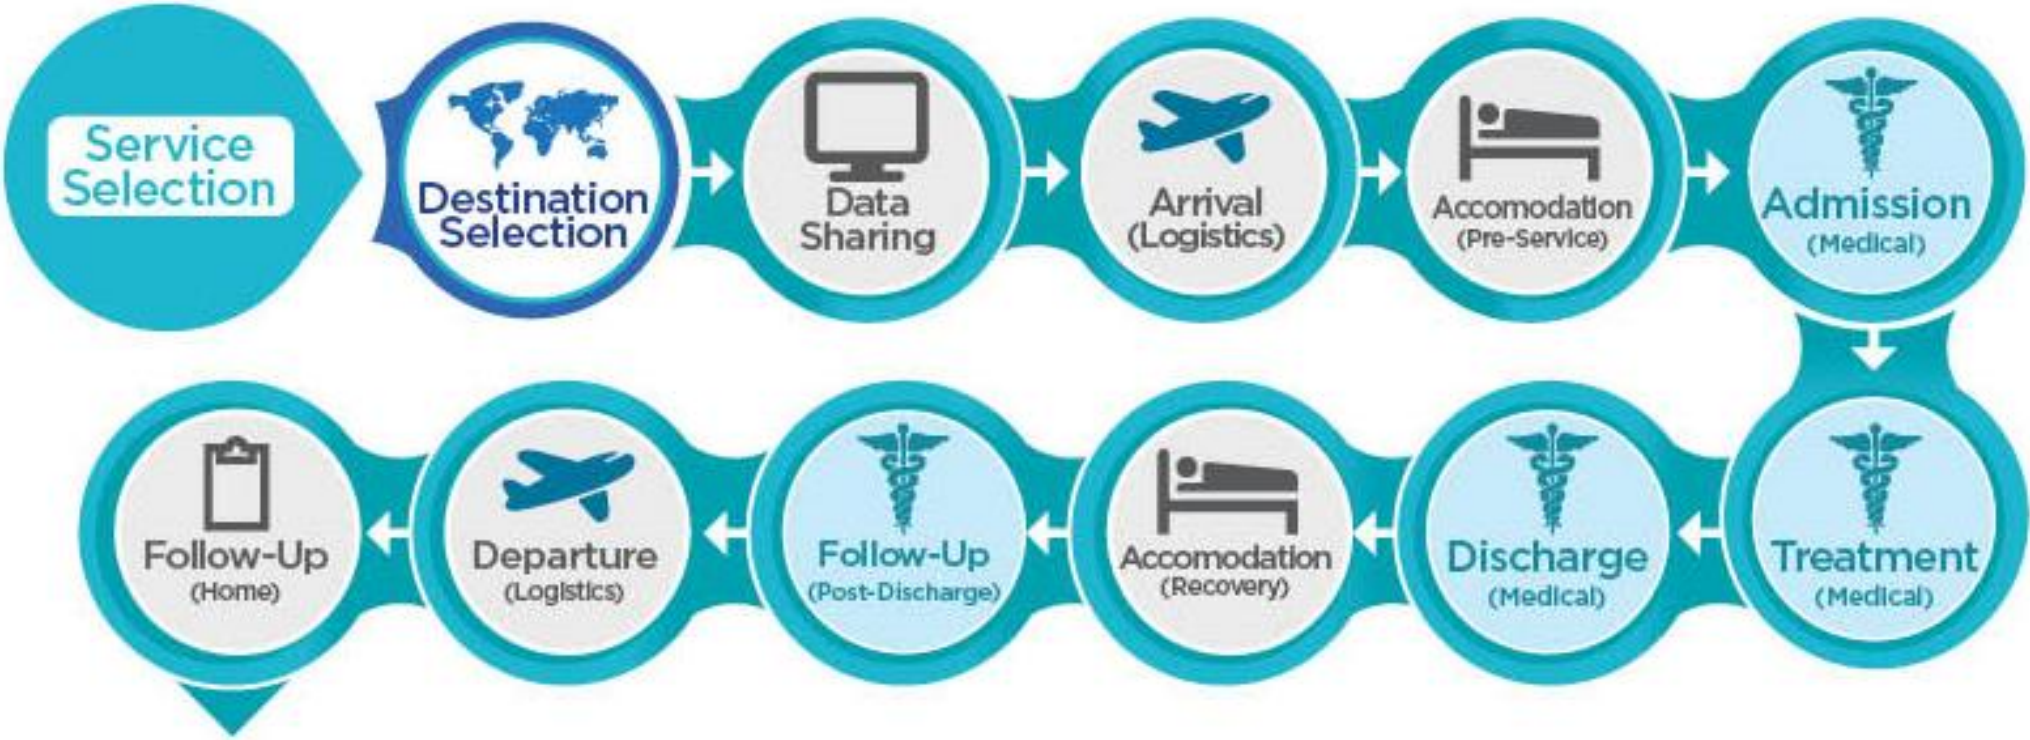 Service
Selection
Destination
Selection
Data
Sharing
Arrival
(Logistics)
Accomodation
(Pre-Service)
Admission
(Medical)
Treatment
(Medical)
Discharge
(Medical)
Accomodation
(Recovery)
Follow-Up
(Post-Discharge)
Departure
(Logistics)
Follow-Up
(Home)